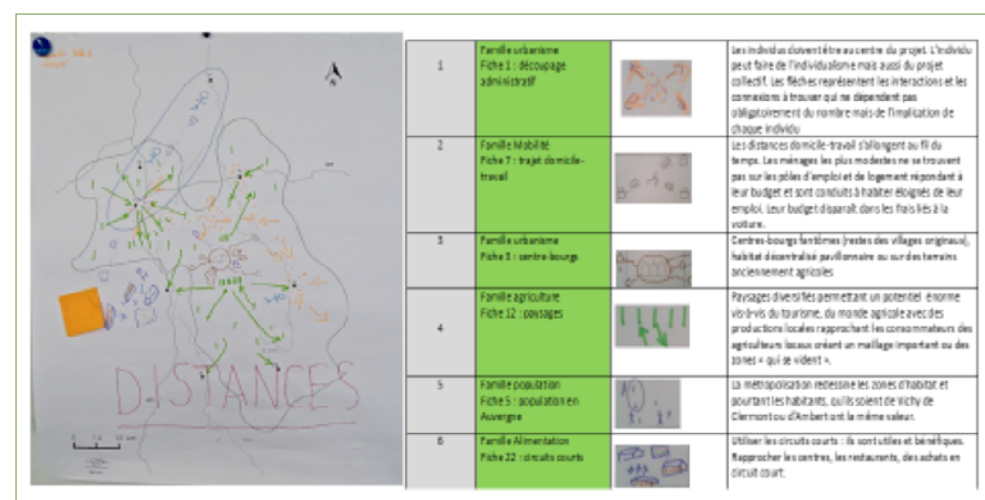 DISTANCES
1
Famille urbanisme
Fiche 1 : découpage
administratif
Les individus doivent être au centre du projet. L'individu
peut faire de l'individualisme mais aussi du projet
collectif. Les flèches représentent les interactions et les
connexions à trouver qui ne dépendent pas
obligatoirement du nombre mais de l'implication de
chaque individu
2
Famille Mobilité
Fiche 7 : trajet domicile-
travail
Les distances domicile-travail s'allongent au fil du
temps. Les ménages les plus modestes ne se trouvent
pas sur les pôles d'emploi et de logement répondant à
leur budget et sont conduits à habiter éloignés de leur
emploi. Leur budget disparaît dans les frais liés à la
voiture.
3
Famille urbanisme
Fiche 3 : centre-bourgs
Centres-bourgs fantômes (restes des villages originaux),
habitat décentralisé pavillonnaire ou sur des terrains
anciennement agricoles
4
Famille agriculture
Fiche 12 : paysages
Paysages diversifiés permettant un potentiel énorme
vis-à-vis du tourisme, du monde agricole avec des
productions locales rapprochant les consommateurs des
agriculteurs locaux créant un maillage important ou des
zones « qui se vident ».
5
Famille population
Fiche 5 : population en
Auvergne
La métropolisation redessine les zones d'habitat et
pourtant les habitants, qu'ils soient de Vichy de
Clermont ou d'Ambert ont la même valeur.
6
Famille Alimentation
Fiche 22 : circuits courts
Utiliser les circuits courts : ils sont utiles et bénéfiques.
Rapprocher les centres, les restaurants, des achats en
circuit court.